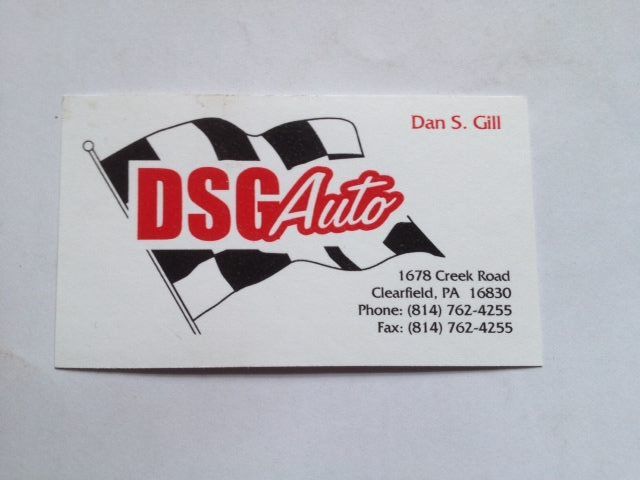 Dan S. Gill
DSG Auto
1678 Creek Road
Clearfield, PA 16830
Phone: (814) 762-4255
Fax: (814) 762-4255